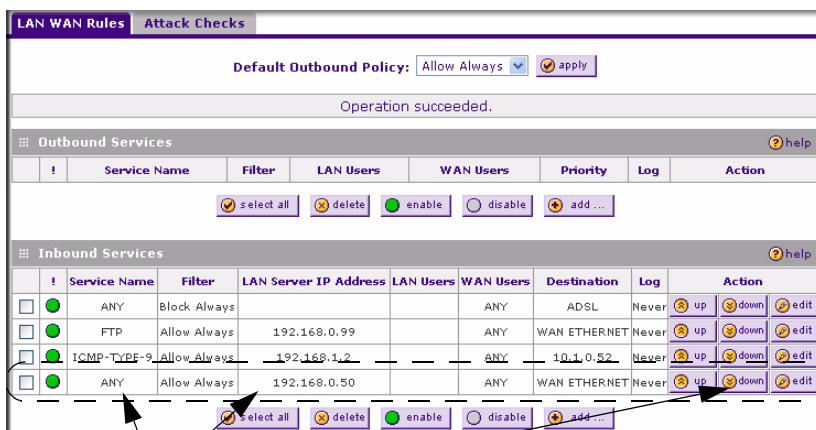 LAN WAN Rules Attack Checks
Default Outbound Policy: Allow Always apply
Operation succeeded.
Outbound Services help
! Service Name Filter LAN Users WAN Users Priority Log Action
select all delete enable disable add ...
Inbound Services help
! Service Name Filter LAN Server IP Address LAN Users WAN Users Destination Log Action
ANY Block Always ANY ADSL Never up down edit
FTP Allow Always 192.168.0.99 ANY WAN ETHERNET Never up down edit
ICMP-TYPE-9 Allow Always 192.168.1.2 ANY 10.1.0.52 Never up down edit
ANY Allow Always 192.168.0.50 ANY WAN ETHERNET Never up down edit
select all delete enable disable add ...